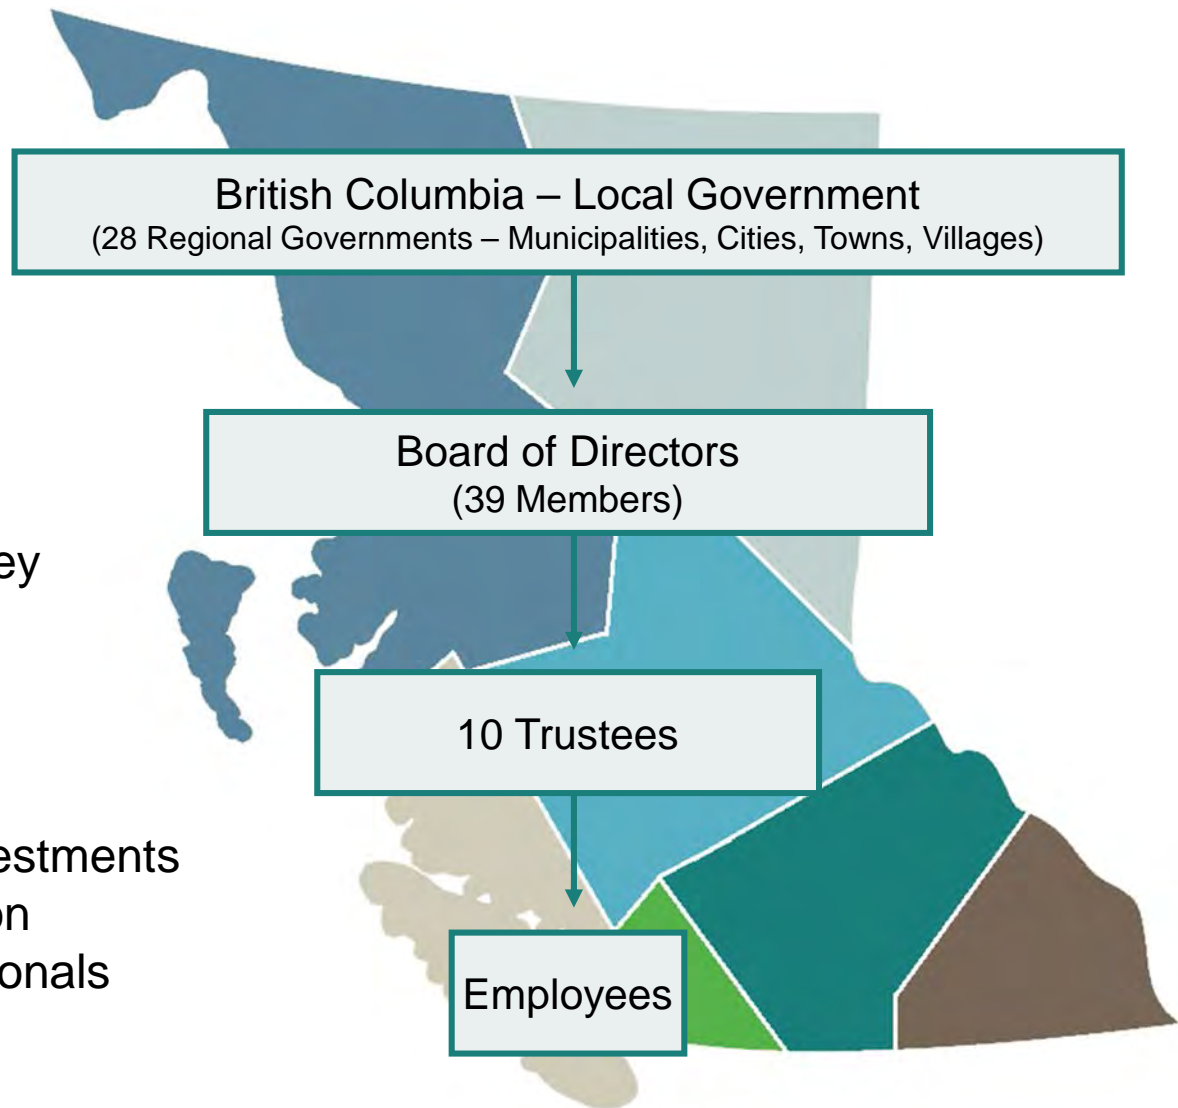 British Columbia – Local Government
(28 Regional Governments – Municipalities, Cities, Towns, Villages)
Board of Directors
(39 Members)
ey
10 Trustees
estments
on
onals
Employees